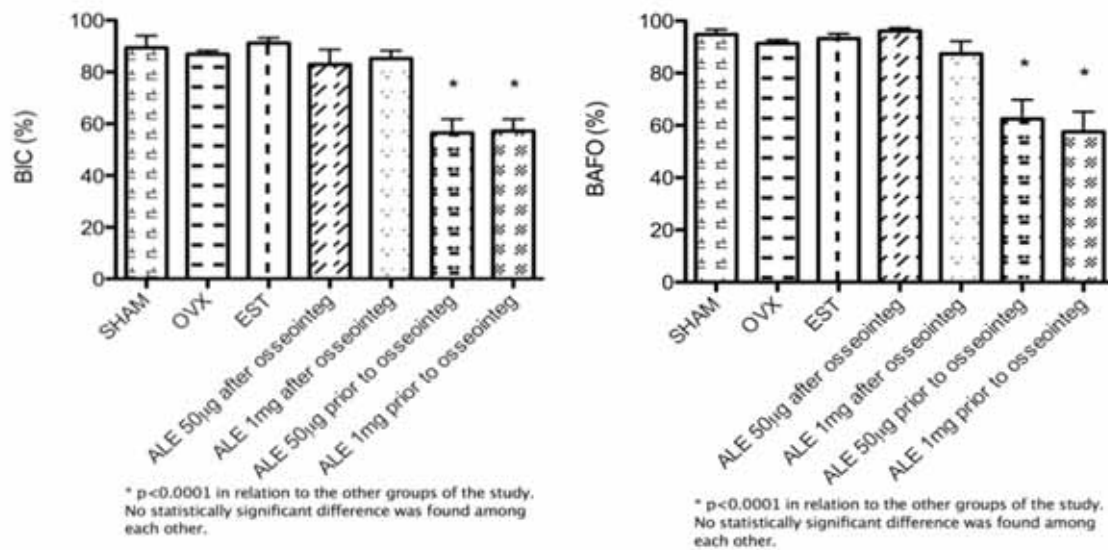 BIC (%)
100
80
60
40
20
0
*
*
SHAM
OVX
EST
ALE 50µg after osseointeg
ALE 1mg after osseointeg
ALE 50µg prior to osseointeg
ALE 1mg prior to osseointeg
* p<0.0001 in relation to the other groups of the study.
No statistically significant difference was found among
each other.
BAFO (%)
100
80
60
40
20
0
*
*
SHAM
OVX
EST
ALE 50µg after osseointeg
ALE 1mg after osseointeg
ALE 50µg prior to osseointeg
ALE 1mg prior to osseointeg
* p<0.0001 in relation to the other groups of the study.
No statistically significant difference was found among
each other.